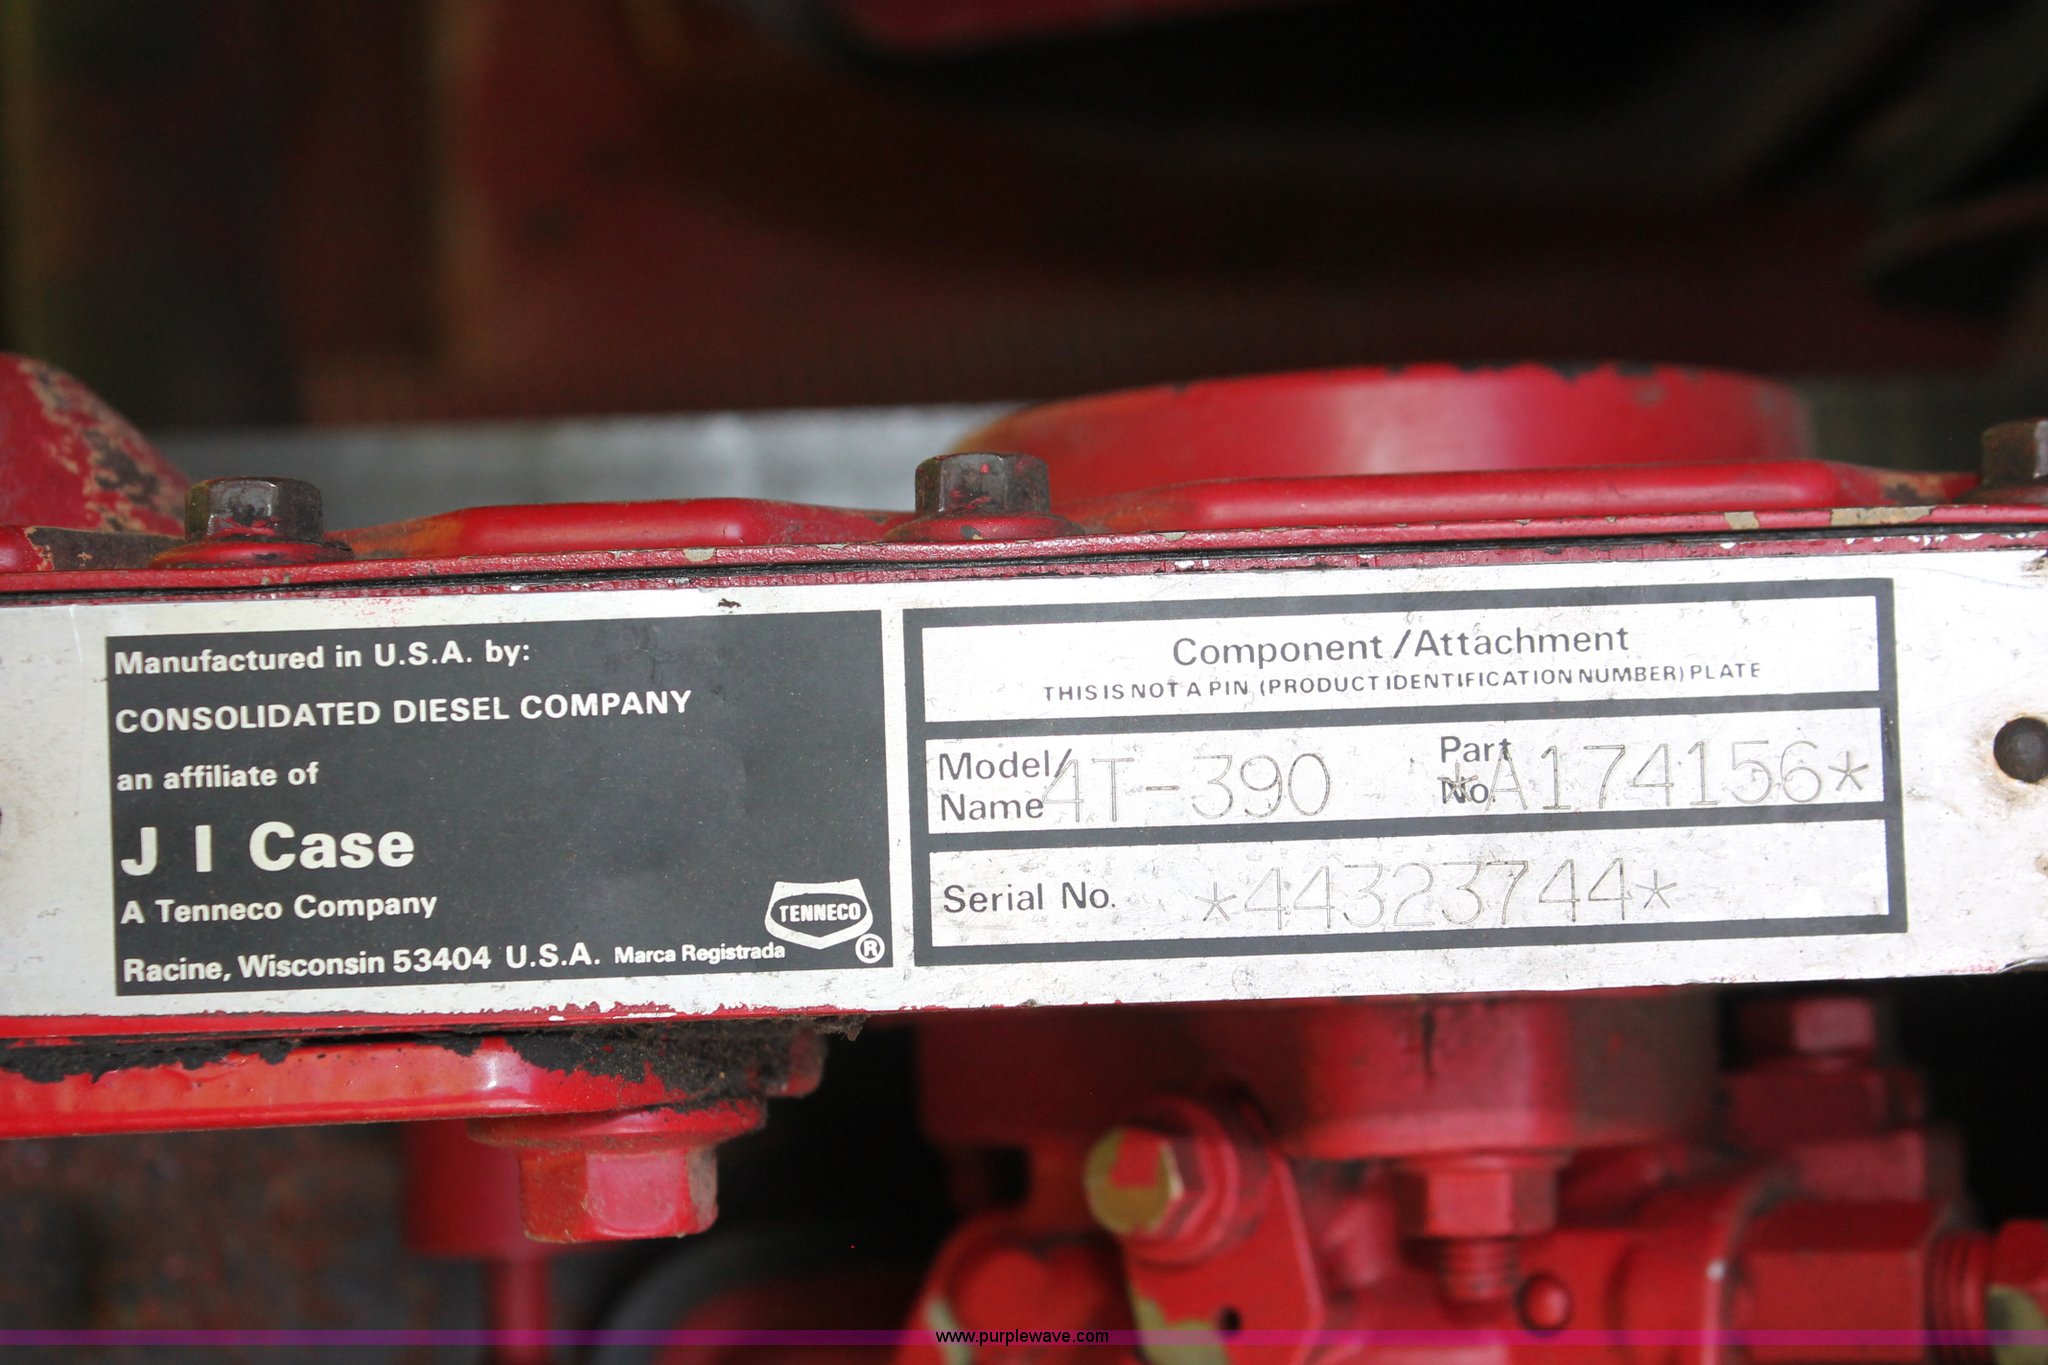 Manufactured in U.S.A. by:
CONSOLIDATED DIESEL COMPANY
an affiliate of
J I Case
A Tenneco Company
TENNECO
Racine, Wisconsin 53404 U.S.A. Marca Registrada ®
Component/Attachment
THIS IS NOT A PIN (PRODUCT IDENTIFICATION NUMBER) PLATE
Model/Name 4T-390 Part No. *A174156*
Serial No. *44323744*
www.purplewave.com